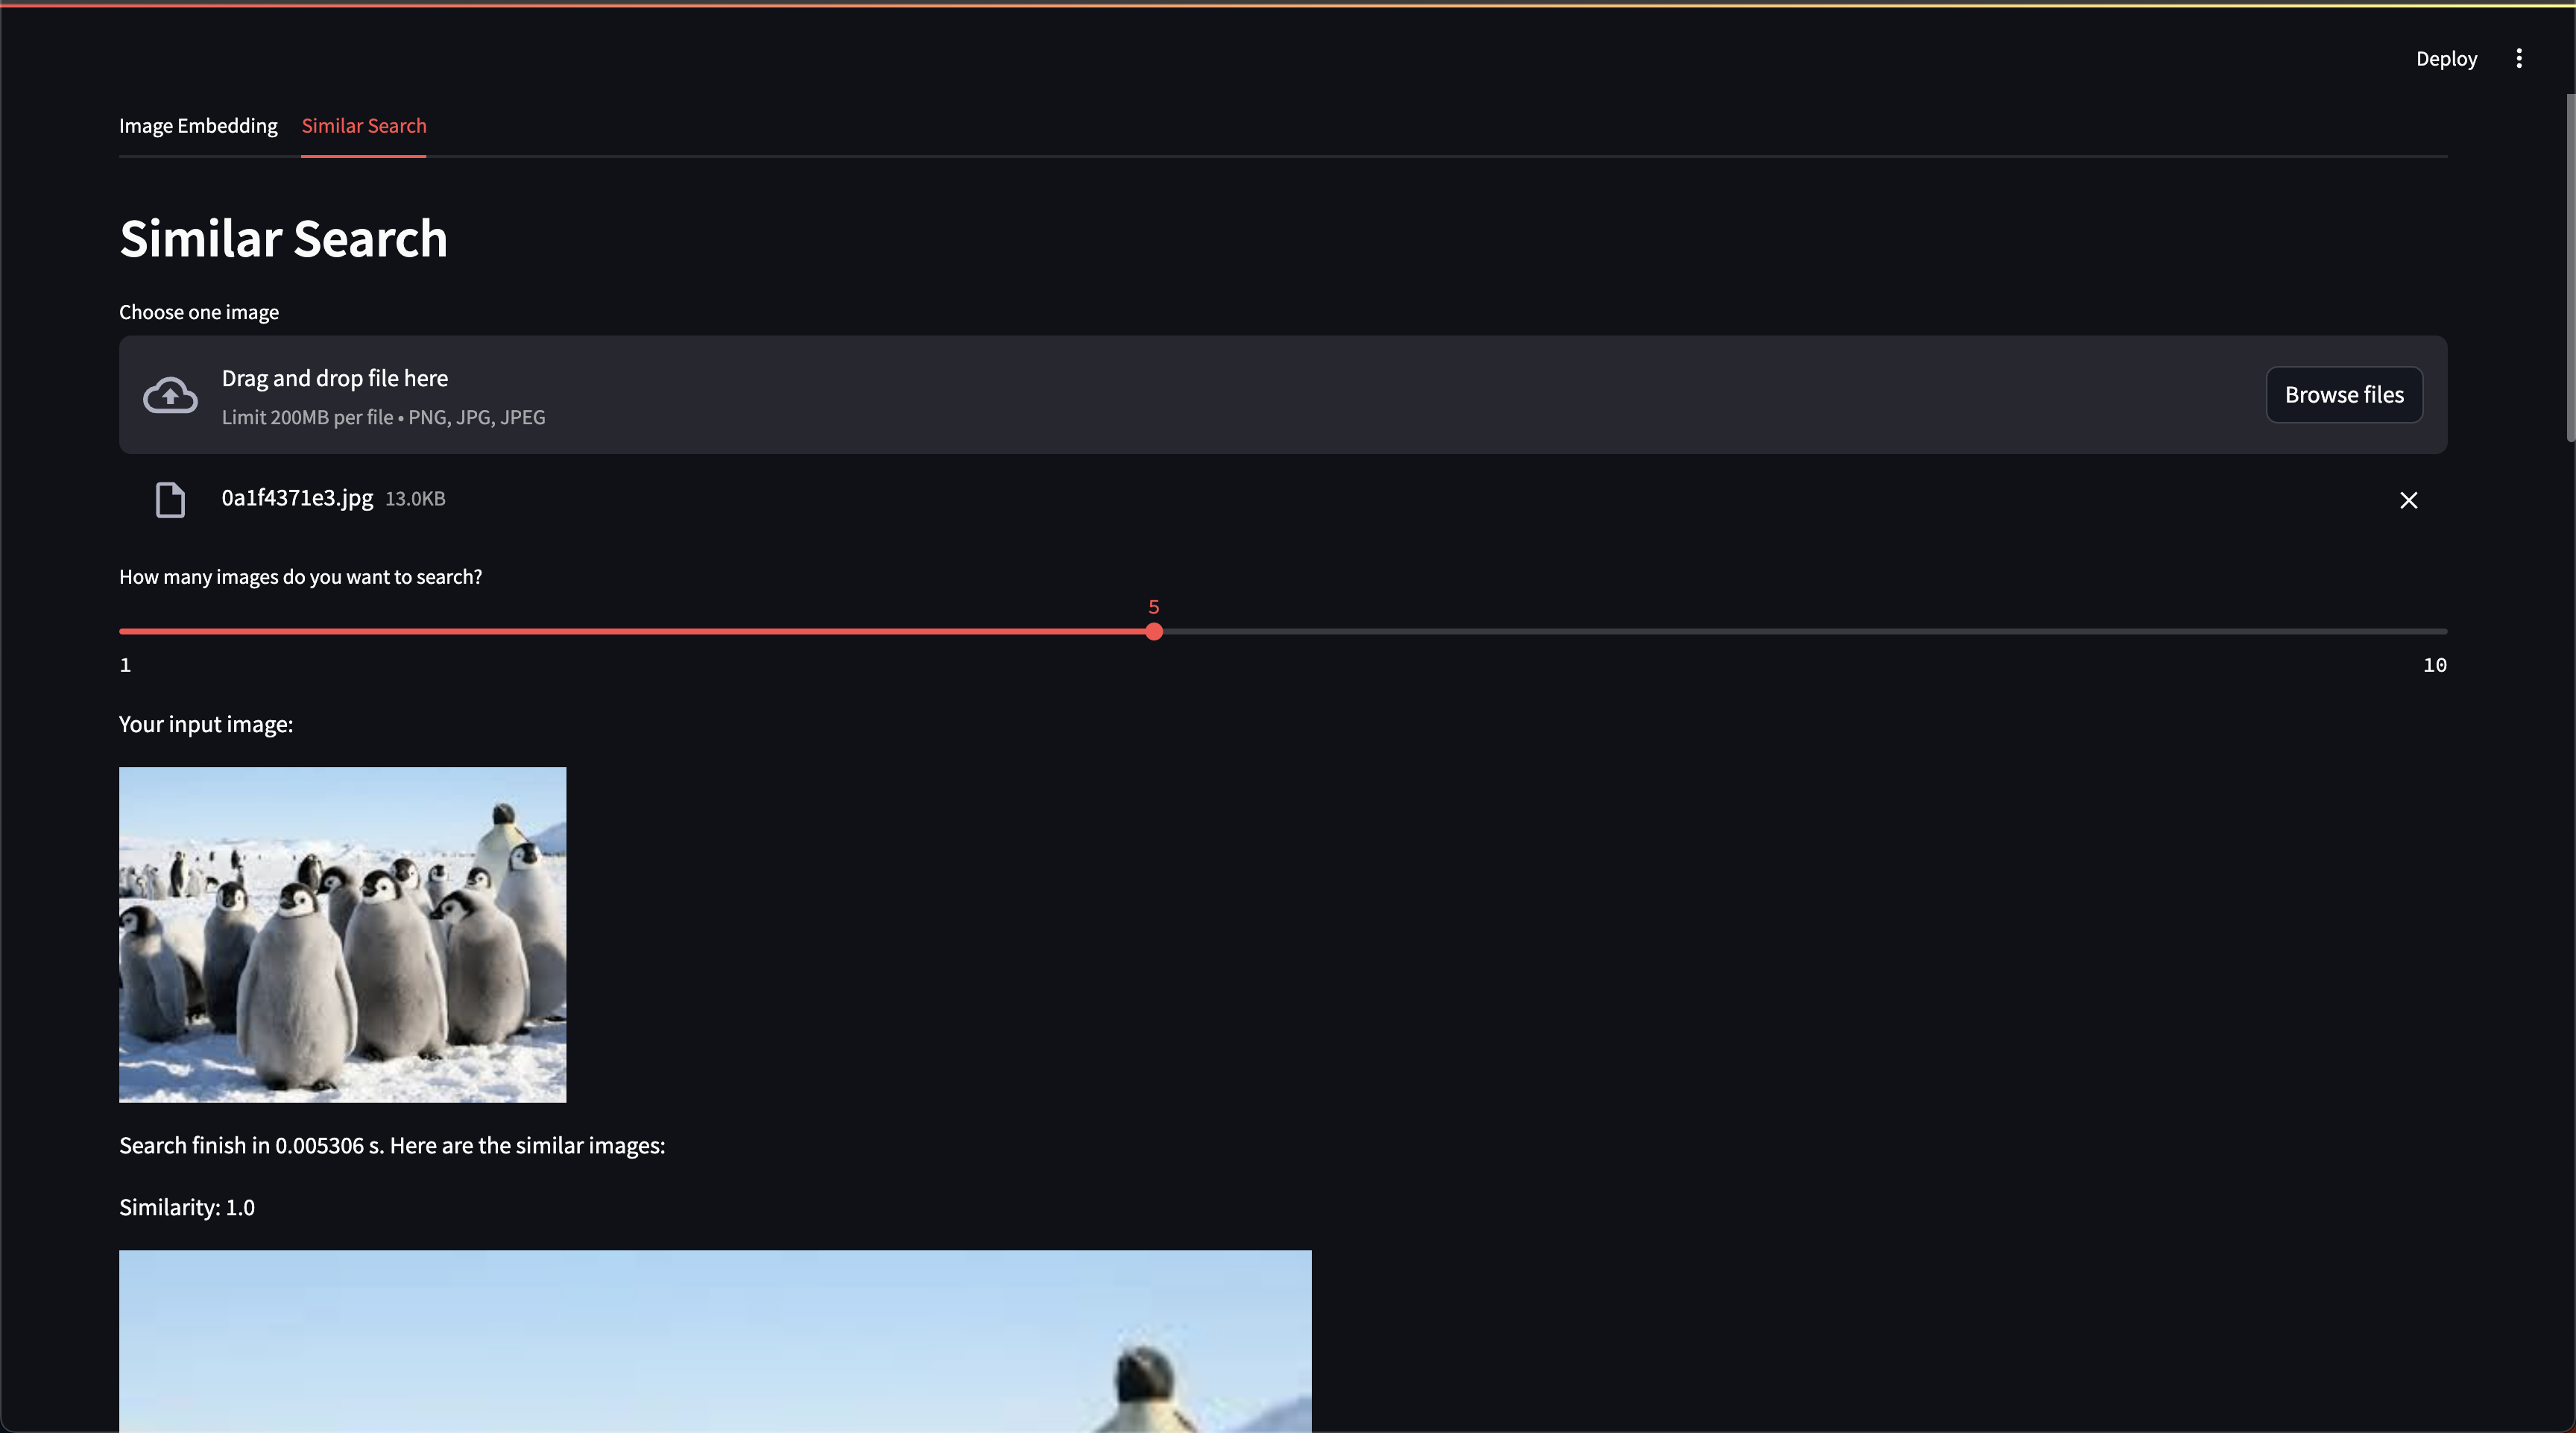 Deploy
Image Embedding Similar Search
Similar Search
Choose one image
Drag and drop file here
Limit 200MB per file • PNG, JPG, JPEG
Browse files
0a1f4371e3.jpg 13.0KB
How many images do you want to search?
5
1 10
Your input image:
Search finish in 0.005306 s. Here are the similar images:
Similarity: 1.0